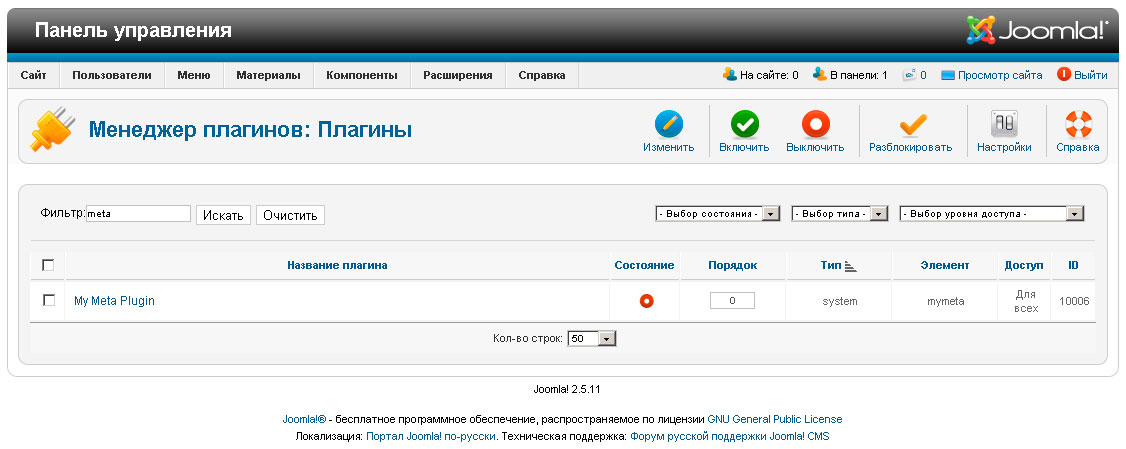 Панель управления
Joomla!
Сайт Пользователи Меню Материалы Компоненты Расширения Справка На сайте: 0 В панели: 1 0 Просмотр сайта Выйти
Менеджер плагинов: Плагины
Изменить Включить Выключить Разблокировать Настройки Справка
Фильтр: meta Искать Очистить - Выбор состояния - - Выбор типа - - Выбор уровня доступа -
Название плагина Состояние Порядок Тип Элемент Доступ ID
My Meta Plugin 0 system mymeta Для всех 10006
Кол-во строк: 50
Joomla! 2.5.11
Joomla!® - бесплатное программное обеспечение, распространяемое по лицензии GNU General Public License
Локализация: Портал Joomla! по-русски. Техническая поддержка: Форум русской поддержки Joomla! CMS